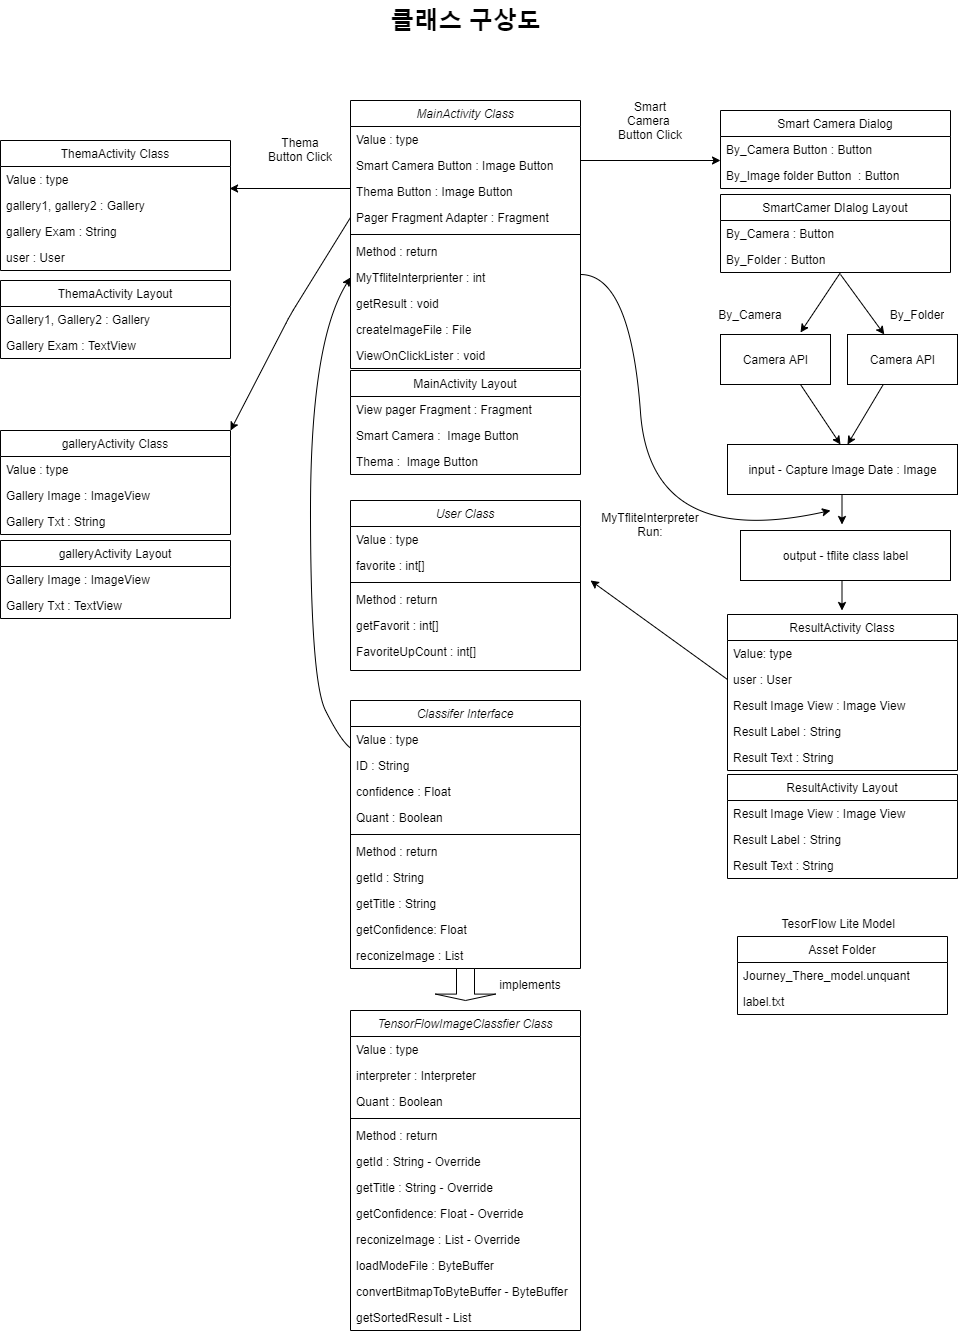 클래스 구상도
MainActivity Class
Value : type
Smart Camera Button : Image Button
Thema Button : Image Button
Pager Fragment Adapter : Fragment
Method : return
MyTfliteInterprienter : int
getResult : void
createImageFile : File
ViewOnClickLister : void
MainActivity Layout
View pager Fragment : Fragment
Smart Camera :  Image Button
Thema :  Image Button
Thema
Button Click
ThemaActivity Class
Value : type
gallery1, gallery2 : Gallery
gallery Exam : String
user : User
ThemaActivity Layout
Gallery1, Gallery2 : Gallery
Gallery Exam : TextView
galleryActivity Class
Value : type
Gallery Image : ImageView
Gallery Txt : String
galleryActivity Layout
Gallery Image : ImageView
Gallery Txt : TextView
User Class
Value : type
favorite : int[]
Method : return
getFavorit : int[]
FavoriteUpCount : int[]
Classifer Interface
Value : type
ID : String
confidence : Float
Quant : Boolean
Method : return
getId : String
getTitle : String
getConfidence: Float
reconizeImage : List
implements
TensorFlowImageClassfier Class
Value : type
interpreter : Interpreter
Quant : Boolean
Method : return
getId : String - Override
getTitle : String - Override
getConfidence: Float - Override
reconizeImage : List - Override
loadModeFile : ByteBuffer
convertBitmapToByteBuffer - ByteBuffer
getSortedResult - List
Smart
Camera
Button Click
Smart Camera Dialog
By_Camera Button : Button
By_Image folder Button  : Button
SmartCamer DIalog Layout
By_Camera : Button
By_Folder : Button
By_Camera
By_Folder
Camera API
Camera API
input - Capture Image Date : Image
MyTfliteInterpreter
Run:
output - tflite class label
ResultActivity Class
Value: type
user : User
Result Image View : Image View
Result Label : String
Result Text : String
ResultActivity Layout
Result Image View : Image View
Result Label : String
Result Text : String
TesorFlow Lite Model
Asset Folder
Journey_There_model.unquant
label.txt